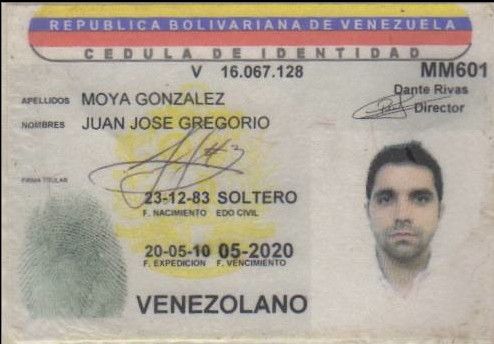 REPUBLICA BOLIVARIANA DE VENEZUELA
CEDULA DE IDENTIDAD
V 16.067.128
MM601
Dante Rivas
Director
APELLIDOS MOYA GONZALEZ
NOMBRES JUAN JOSE GREGORIO
FIRMA TITULAR
23-12-83 SOLTERO
F. NACIMIENTO EDO CIVIL
20-05-10 05-2020
F. EXPEDICION F. VENCIMIENTO
VENEZOLANO